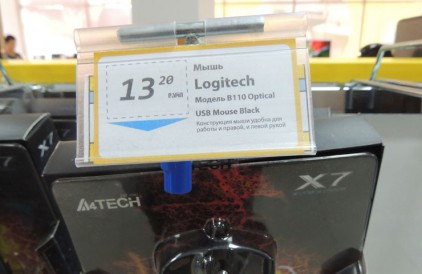 13 20
рубля
Мышь
Logitech
Модель B110 Optical
USB Mouse Black
Конструкция мыши удобна для
работы и правой, и левой рукой
A4TECH
X7